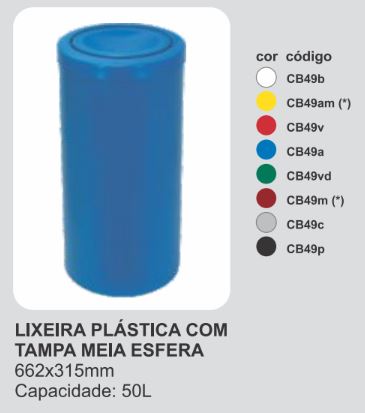 cor código
CB49b
CB49am (*)
CB49v
CB49a
CB49vd
CB49m (*)
CB49c
CB49p
LIXEIRA PLÁSTICA COM
TAMPA MEIA ESFERA
662x315mm
Capacidade: 50L